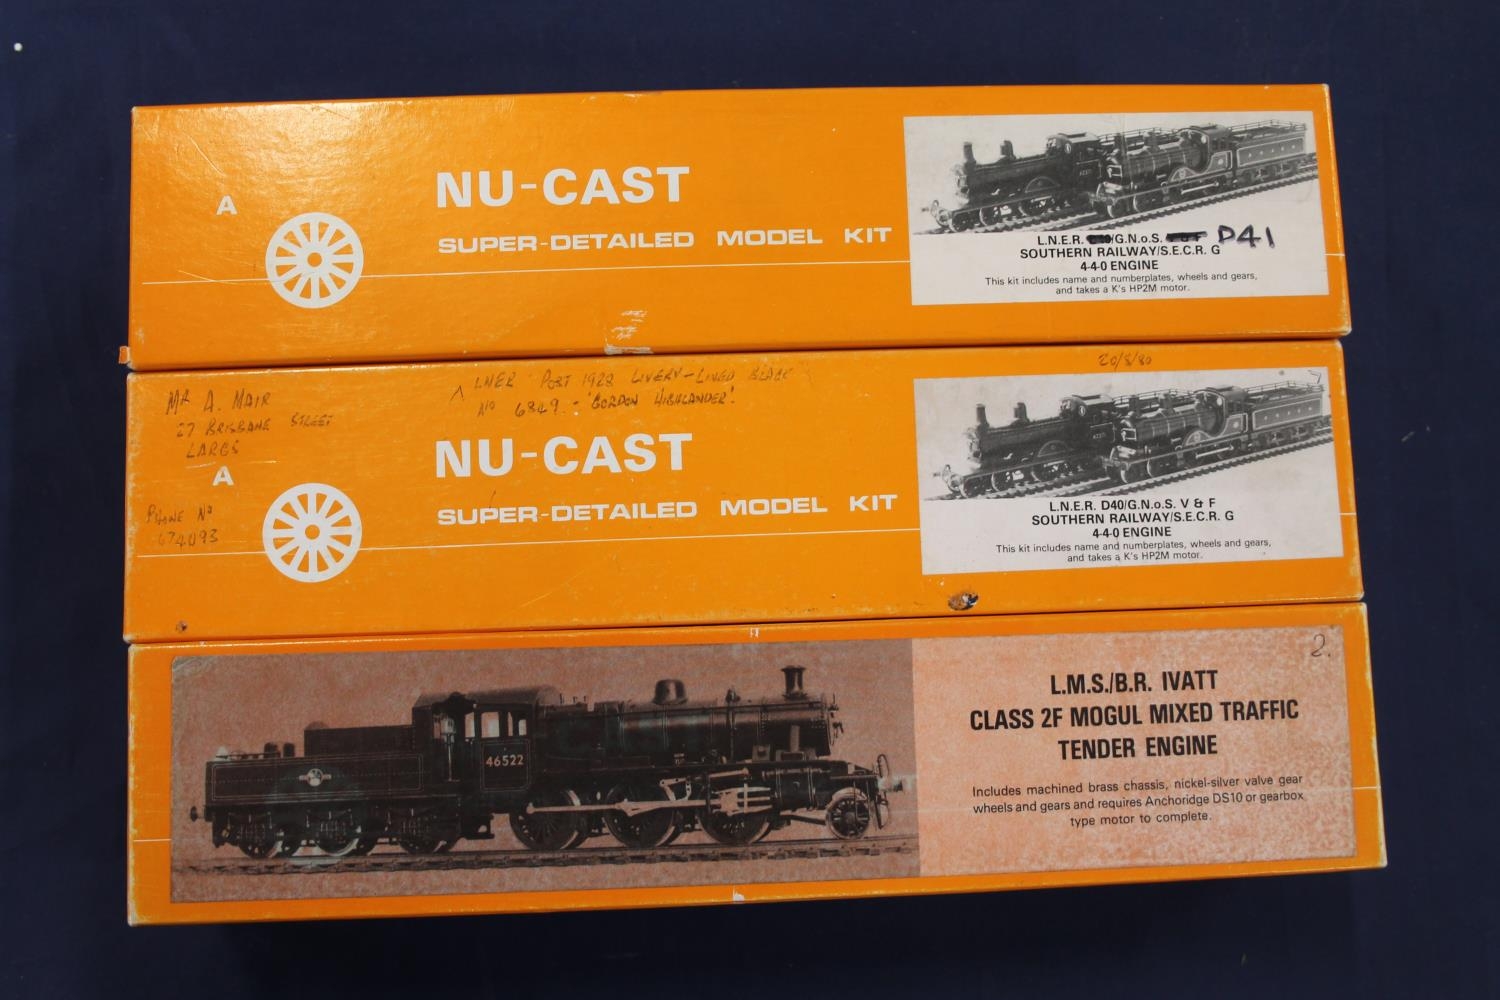 A
NU-CAST
SUPER-DETAILED MODEL KIT
L.N.E.R. /G.N.o.S. D41
SOUTHERN RAILWAY/S.E.C.R. G
4-4-0 ENGINE
This kit includes name and numberplates, wheels and gears,
and takes a K's HP2M motor.
MR A. MAIR
27 BRISBANE STREET
LARGS
PHONE No
674093
LNER POST 1928 LIVERY - LINED BLACK
No 6849 - 'GORDON HIGHLANDER'
20/8/80
A
NU-CAST
SUPER-DETAILED MODEL KIT
L.N.E.R. D40/G.N.o.S. V & F
SOUTHERN RAILWAY/S.E.C.R. G
4-4-0 ENGINE
This kit includes name and numberplates, wheels and gears,
and takes a K's HP2M motor.
2.
46522
L.M.S./B.R. IVATT
CLASS 2F MOGUL MIXED TRAFFIC
TENDER ENGINE
Includes machined brass chassis, nickel-silver valve gear
wheels and gears and requires Anchoridge DS10 or gearbox
type motor to complete.